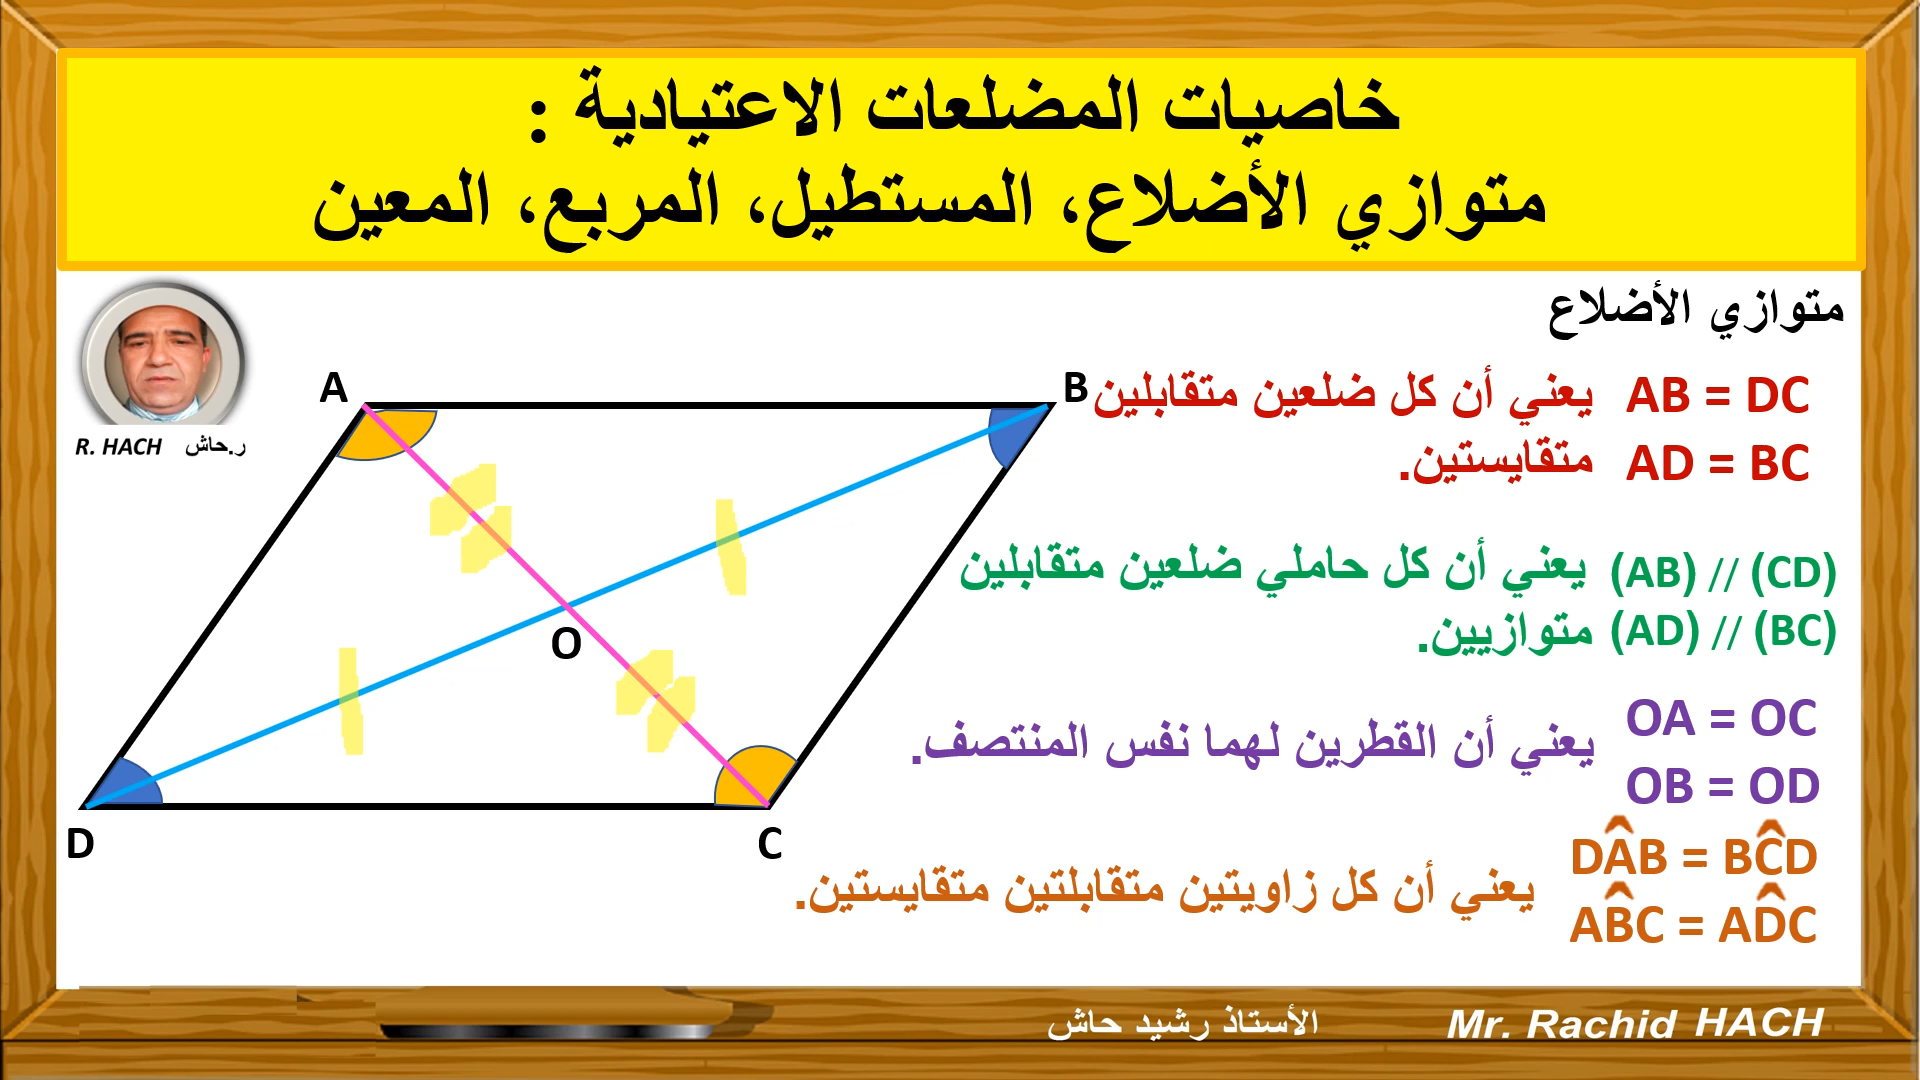 خاصيات المضلعات الاعتيادية :
متوازي الأضلاع، المستطيل، المربع، المعين
متوازي الأضلاع
R. HACH ر.حاش
A
B
O
D
C
AB = DC يعني أن كل ضلعين متقابلين
AD = BC متقايستين.
(AB) // (CD) يعني أن كل حاملي ضلعين متقابلين
(AD) // (BC) متوازيين.
OA = OC
يعني أن القطرين لهما نفس المنتصف.
OB = OD
DÂB = BĈD
يعني أن كل زاويتين متقابلتين متقايستين.
AB̂C = AD̂C
الأستاذ رشيد حاش Mr. Rachid HACH